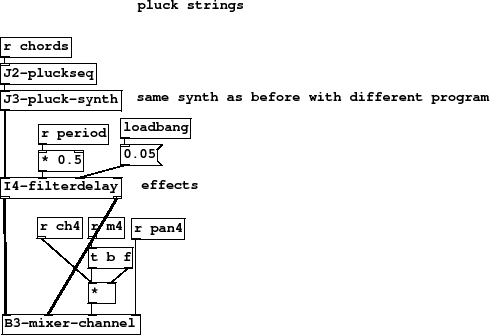 pluck strings
r chords
J2-pluckseq
J3-pluck-synth
same synth as before with different program
r period
loadbang
* 0.5
0.05
I4-filterdelay
effects
r ch4
r m4
r pan4
t b f
*
B3-mixer-channel